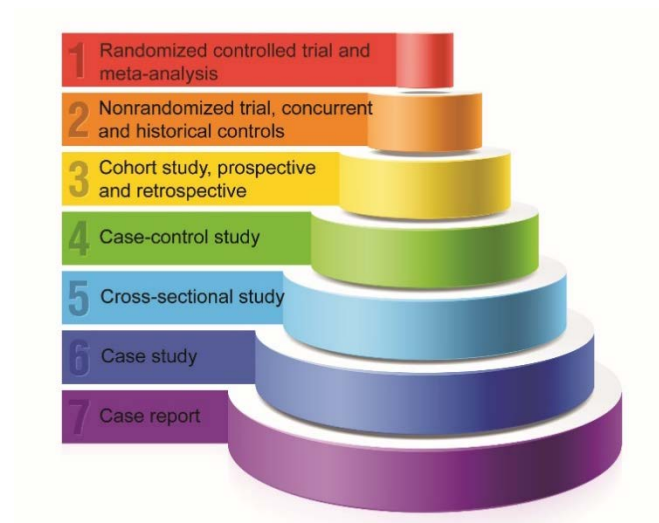 1 Randomized controlled trial and
meta-analysis
2 Nonrandomized trial, concurrent
and historical controls
3 Cohort study, prospective
and retrospective
4 Case-control study
5 Cross-sectional study
6 Case study
7 Case report